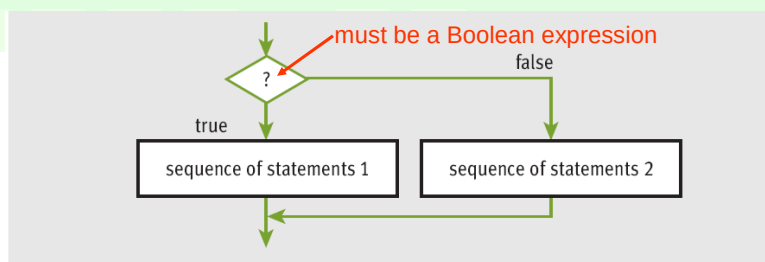 must be a Boolean expression
?
false
true
sequence of statements 1
sequence of statements 2